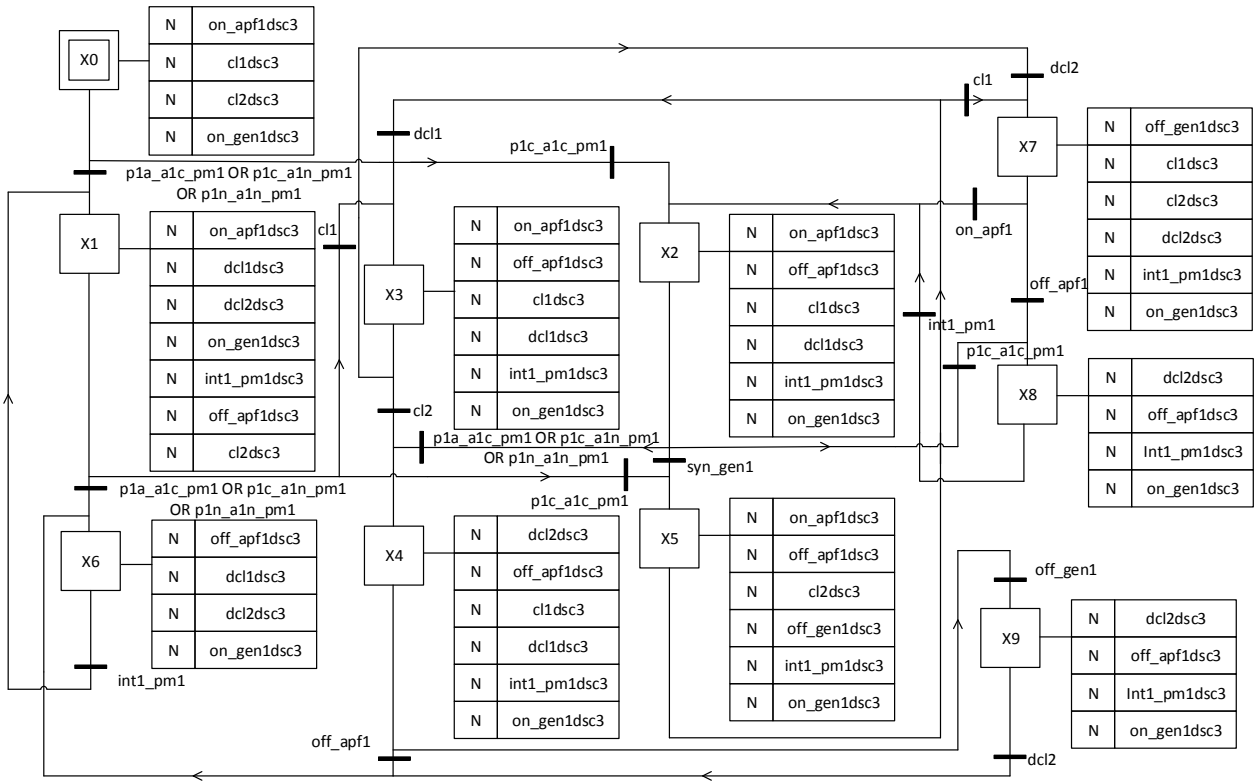 X0
N on_apf1dsc3
N cl1dsc3
N cl2dsc3
N on_gen1dsc3
p1a_a1c_pm1 OR p1c_a1n_pm1
OR p1n_a1n_pm1
p1c_a1c_pm1
dcl1
cl1
dcl2
X7
N off_gen1dsc3
N cl1dsc3
N cl2dsc3
N dcl2dsc3
N int1_pm1dsc3
N on_gen1dsc3
X1
N on_apf1dsc3
N dcl1dsc3
N dcl2dsc3
N on_gen1dsc3
N int1_pm1dsc3
N off_apf1dsc3
N cl2dsc3
cl1
X3
N on_apf1dsc3
N off_apf1dsc3
N cl1dsc3
N dcl1dsc3
N int1_pm1dsc3
N on_gen1dsc3
X2
N on_apf1dsc3
N off_apf1dsc3
N cl1dsc3
N dcl1dsc3
N int1_pm1dsc3
N on_gen1dsc3
on_apf1
off_apf1
int1_pm1
p1c_a1c_pm1
X8
N dcl2dsc3
N off_apf1dsc3
N Int1_pm1dsc3
N on_gen1dsc3
cl2
p1a_a1c_pm1 OR p1c_a1n_pm1
OR p1n_a1n_pm1
syn_gen1
p1c_a1c_pm1
p1a_a1c_pm1 OR p1c_a1n_pm1
OR p1n_a1n_pm1
X6
N off_apf1dsc3
N dcl1dsc3
N dcl2dsc3
N on_gen1dsc3
int1_pm1
X4
N dcl2dsc3
N off_apf1dsc3
N cl1dsc3
N dcl1dsc3
N int1_pm1dsc3
N on_gen1dsc3
off_apf1
X5
N on_apf1dsc3
N off_apf1dsc3
N cl2dsc3
N off_gen1dsc3
N int1_pm1dsc3
N on_gen1dsc3
off_gen1
X9
N dcl2dsc3
N off_apf1dsc3
N Int1_pm1dsc3
N on_gen1dsc3
dcl2